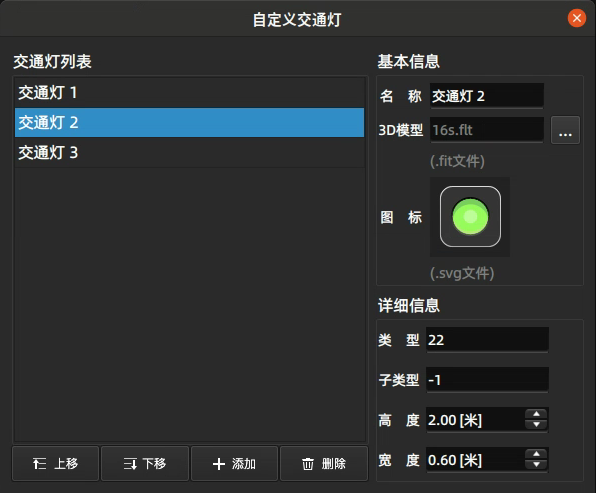 自定义交通灯
交通灯列表
交通灯 1
交通灯 2
交通灯 3
上移
下移
添加
删除
基本信息
名 称 交通灯 2
3D模型 16s.flt ...
(.fit文件)
图 标
(.svg文件)
详细信息
类 型 22
子类型 -1
高 度 2.00 [米]
宽 度 0.60 [米]